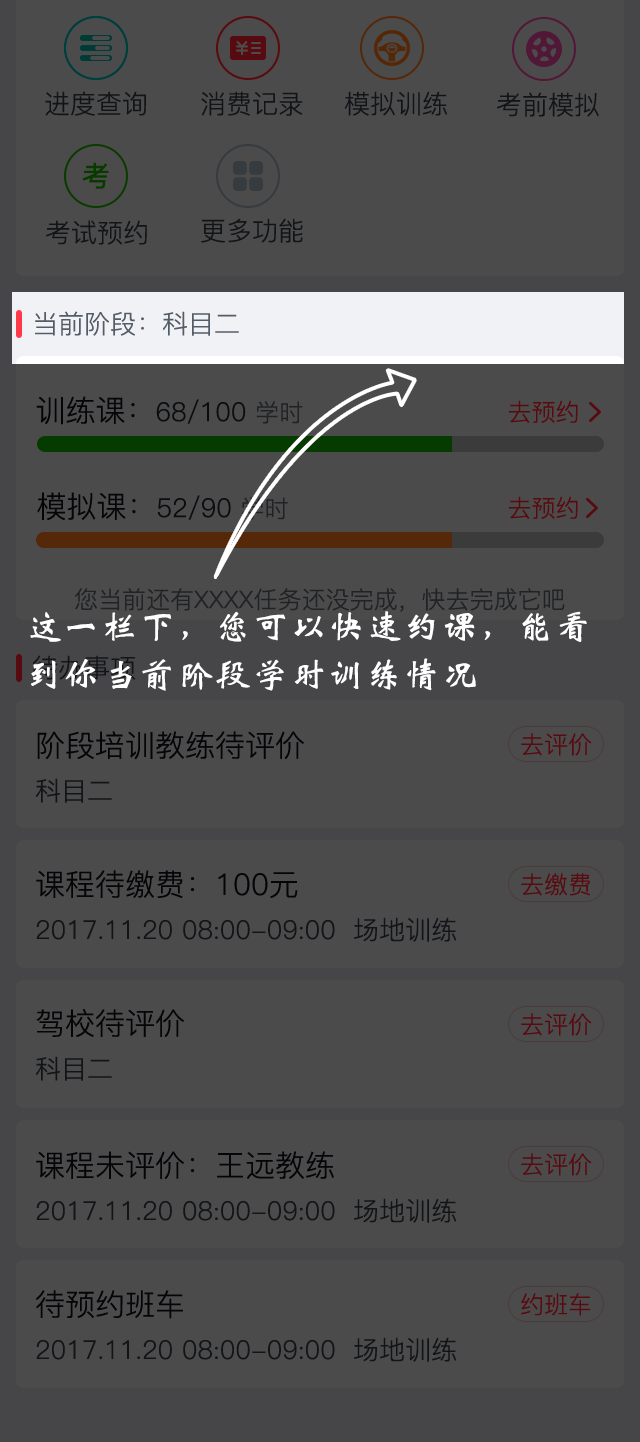 进度查询 消费记录 模拟训练 考前模拟
考
考试预约 更多功能
当前阶段：科目二
训练课：68/100 学时 去预约
模拟课：52/90 学时 去预约
您当前还有XXXX任务还没完成，快去完成它吧
这一栏下，您可以快速约课，能看
待办事项
到你当前阶段学时训练情况
阶段培训教练待评价 去评价
科目二
课程待缴费：100元 去缴费
2017.11.20 08:00-09:00 场地训练
驾校待评价 去评价
科目二
课程未评价：王远教练 去评价
2017.11.20 08:00-09:00 场地训练
待预约班车 约班车
2017.11.20 08:00-09:00 场地训练